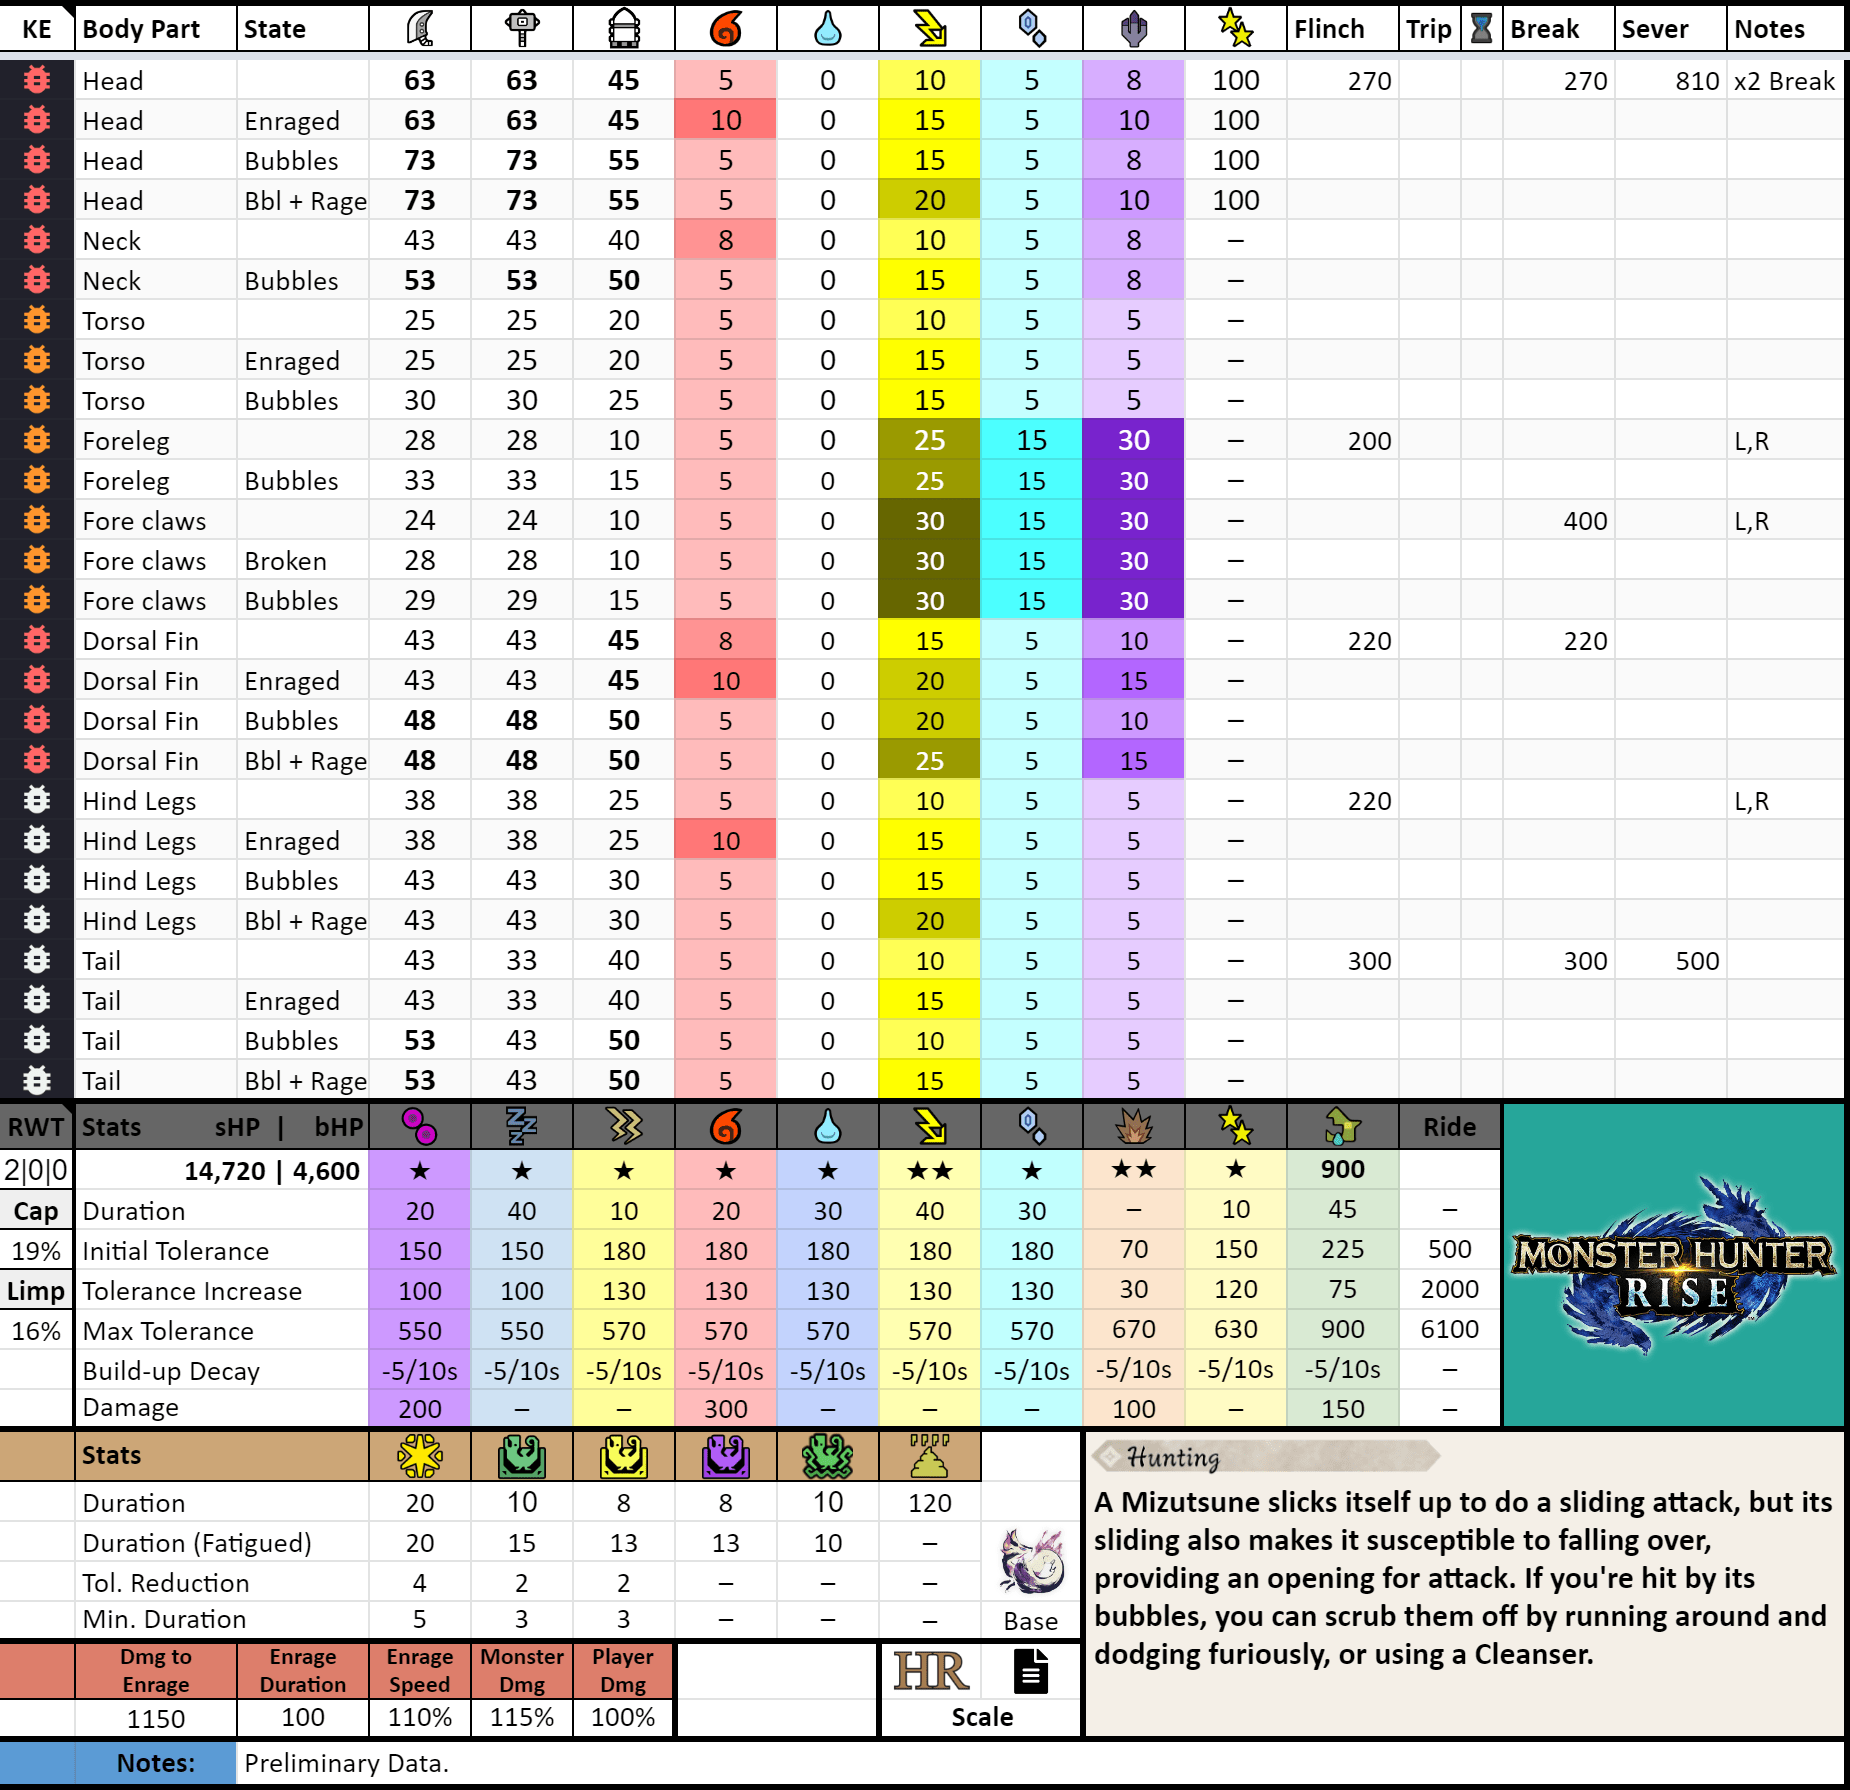 KE Body Part State Flinch Trip Break Sever Notes
Head 63 63 45 5 0 10 5 8 100 270 270 810 x2 Break
Head Enraged 63 63 45 10 0 15 5 10 100
Head Bubbles 73 73 55 5 0 15 5 8 100
Head Bbl + Rage 73 73 55 5 0 20 5 10 100
Neck 43 43 40 8 0 10 5 8 –
Neck Bubbles 53 53 50 5 0 15 5 8 –
Torso 25 25 20 5 0 10 5 5 –
Torso Enraged 25 25 20 5 0 15 5 5 –
Torso Bubbles 30 30 25 5 0 15 5 5 –
Foreleg 28 28 10 5 0 25 15 30 – 200 L,R
Foreleg Bubbles 33 33 15 5 0 25 15 30 –
Fore claws 24 24 10 5 0 30 15 30 – 400 L,R
Fore claws Broken 28 28 10 5 0 30 15 30 –
Fore claws Bubbles 29 29 15 5 0 30 15 30 –
Dorsal Fin 43 43 45 8 0 15 5 10 – 220 220
Dorsal Fin Enraged 43 43 45 10 0 20 5 15 –
Dorsal Fin Bubbles 48 48 50 5 0 20 5 10 –
Dorsal Fin Bbl + Rage 48 48 50 5 0 25 5 15 –
Hind Legs 38 38 25 5 0 10 5 5 – 220 L,R
Hind Legs Enraged 38 38 25 10 0 15 5 5 –
Hind Legs Bubbles 43 43 30 5 0 15 5 5 –
Hind Legs Bbl + Rage 43 43 30 5 0 20 5 5 –
Tail 43 33 40 5 0 10 5 5 – 300 300 500
Tail Enraged 43 33 40 5 0 15 5 5 –
Tail Bubbles 53 43 50 5 0 10 5 5 –
Tail Bbl + Rage 53 43 50 5 0 15 5 5 –
RWT Stats sHP | bHP Ride
2|0|0 14,720 | 4,600 ★ ★ ★ ★ ★ ★★ ★ ★★ ★ 900
Cap Duration 20 40 10 20 30 40 30 – 10 45 –
19% Initial Tolerance 150 150 180 180 180 180 180 70 150 225 500
Limp Tolerance Increase 100 100 130 130 130 130 130 30 120 75 2000
16% Max Tolerance 550 550 570 570 570 570 570 670 630 900 6100
Build-up Decay -5/10s -5/10s -5/10s -5/10s -5/10s -5/10s -5/10s -5/10s -5/10s -5/10s –
Damage 200 – – 300 – – – 100 – 150 –
MONSTER HUNTER
RISE
Stats
Duration 20 10 8 8 10 120
Duration (Fatigued) 20 15 13 13 10 –
Tol. Reduction 4 2 2 – – –
Min. Duration 5 3 3 – – – Base
Hunting
A Mizutsune slicks itself up to do a sliding attack, but its
sliding also makes it susceptible to falling over,
providing an opening for attack. If you're hit by its
bubbles, you can scrub them off by running around and
dodging furiously, or using a Cleanser.
Dmg to Enrage Enrage Duration Enrage Speed Monster Dmg Player Dmg HR
1150 100 110% 115% 100% Scale
Notes: Preliminary Data.